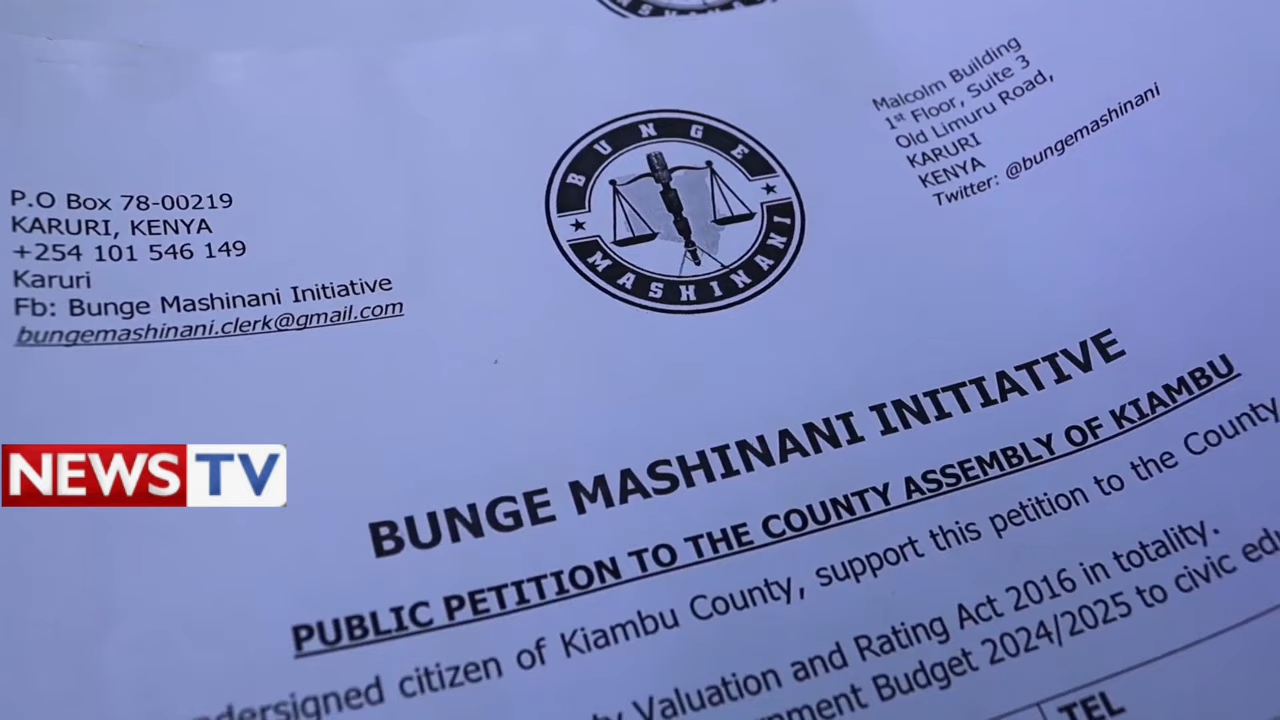 P.O Box 78-00219
KARURI, KENYA
+254 101 546 149
Karuri
Fb: Bunge Mashinani Initiative
bungemashinani.clerk@gmail.com
BUNGE
MASHINANI
Malcolm Building
1st Floor, Suite 3
Old Limuru Road,
KARURI
KENYA
Twitter: @bungemashinani
NEWS TV
BUNGE MASHINANI INITIATIVE
PUBLIC PETITION TO THE COUNTY ASSEMBLY OF KIAMBU
citizen of Kiambu County, support this petition to the County
Valuation and Rating Act 2016 in totality.
Budget 2024/2025 to civic
TEL